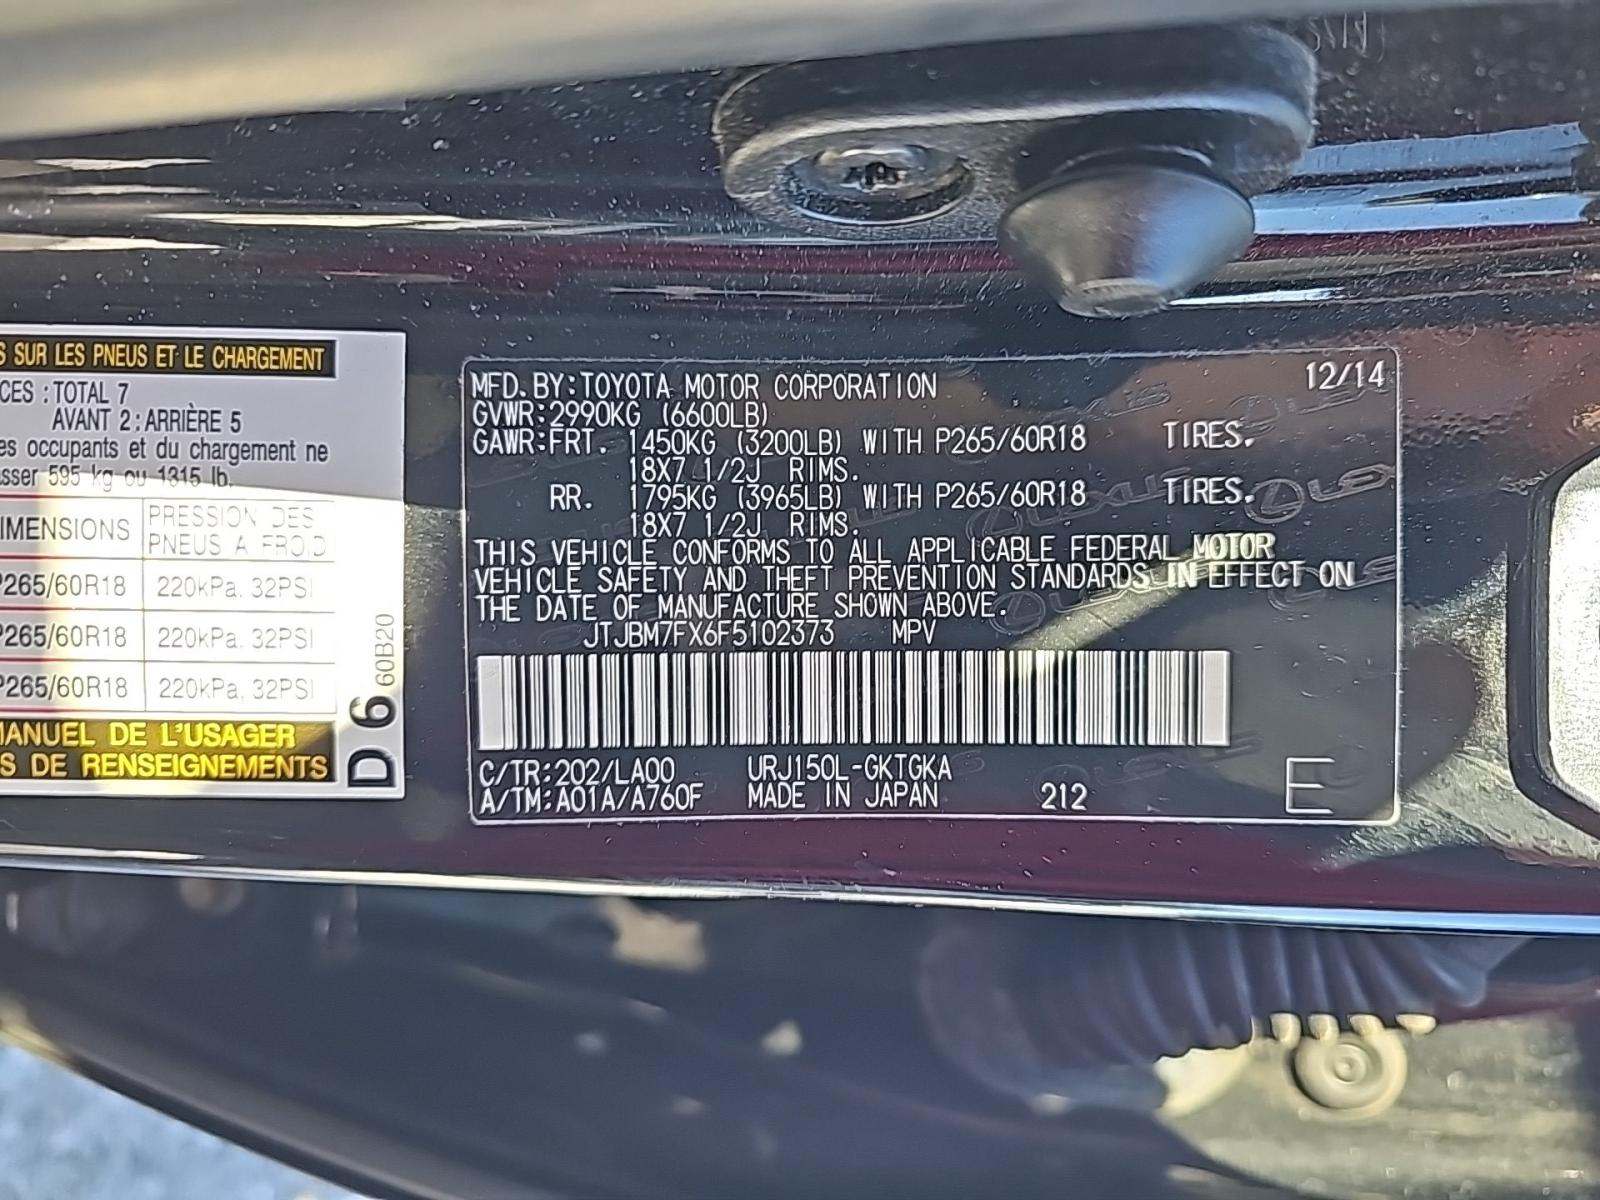 S SUR LES PNEUS ET LE CHARGEMENT
CES : TOTAL 7
AVANT 2 : ARRIÈRE 5
es occupants et du chargement ne
asser 595 kg ou 1315 lb.
IMENSIONS PRESSION DES PNEUS A FROID
P265/60R18 220kPa, 32PSI
P265/60R18 220kPa, 32PSI
P265/60R18 220kPa, 32PSI
MANUEL DE L'USAGER
S DE RENSEIGNEMENTS
D6 60B20
MFD. BY: TOYOTA MOTOR CORPORATION 12/14
GVWR: 2990KG (6600LB)
GAWR: FRT. 1450KG (3200LB) WITH P265/60R18 TIRES.
18X7 1/2J RIMS.
RR. 1795KG (3965LB) WITH P265/60R18 TIRES.
18X7 1/2J RIMS.
THIS VEHICLE CONFORMS TO ALL APPLICABLE FEDERAL MOTOR
VEHICLE SAFETY AND THEFT PREVENTION STANDARDS IN EFFECT ON
THE DATE OF MANUFACTURE SHOWN ABOVE.
JTJBM7FX6F5102373 MPV
C/TR: 202/LA00 URJ150L-GKTGKA
A/TM: A01A/A760F MADE IN JAPAN 212 E